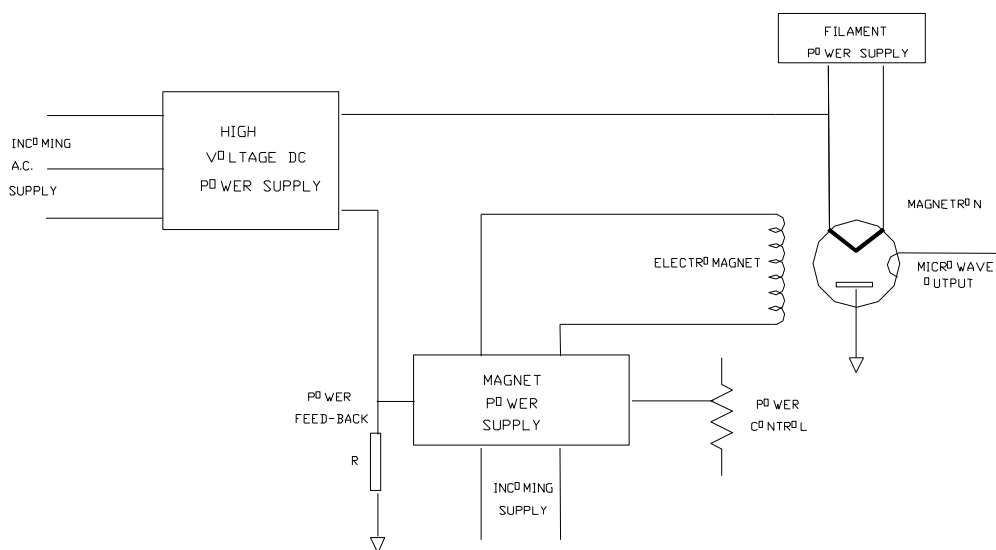 FILAMENT
POWER SUPPLY
HIGH
VOLTAGE DC
POWER SUPPLY
INCOMING
A.C.
SUPPLY
MAGNETRON
ELECTROMAGNET
MICROWAVE
OUTPUT
MAGNET
POWER
SUPPLY
POWER
FEED-BACK
POWER
CONTROL
R
INCOMING
SUPPLY